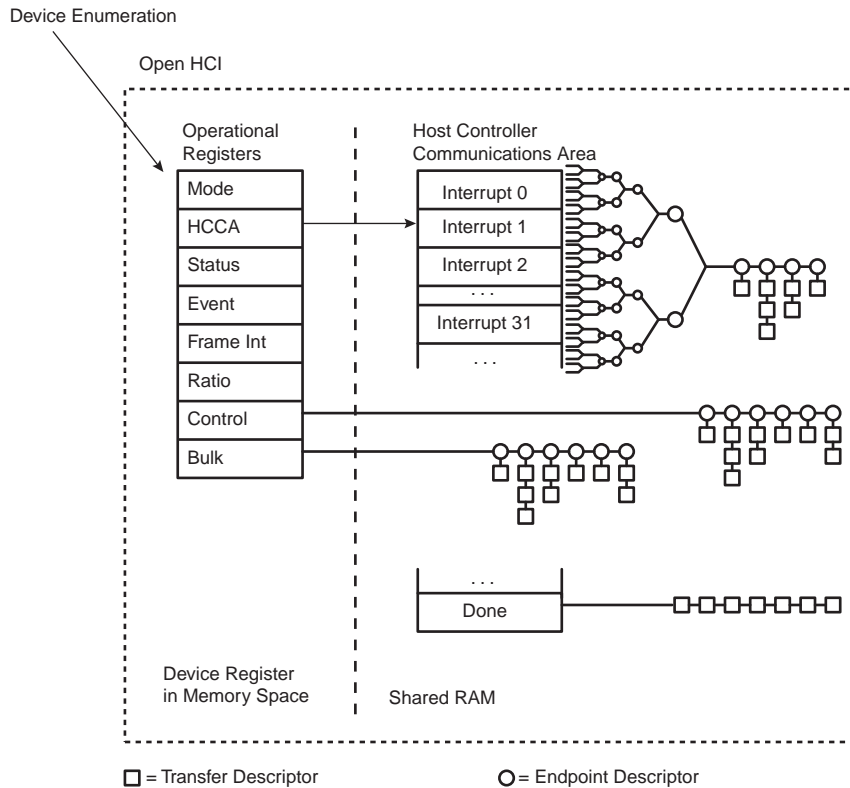 Device Enumeration
Open HCI
Operational
Registers
Mode
HCCA
Status
Event
Frame Int
Ratio
Control
Bulk
Host Controller
Communications Area
Interrupt 0
Interrupt 1
Interrupt 2
. . .
Interrupt 31
. . .
. . .
Done
Device Register
in Memory Space
Shared RAM
= Transfer Descriptor
= Endpoint Descriptor